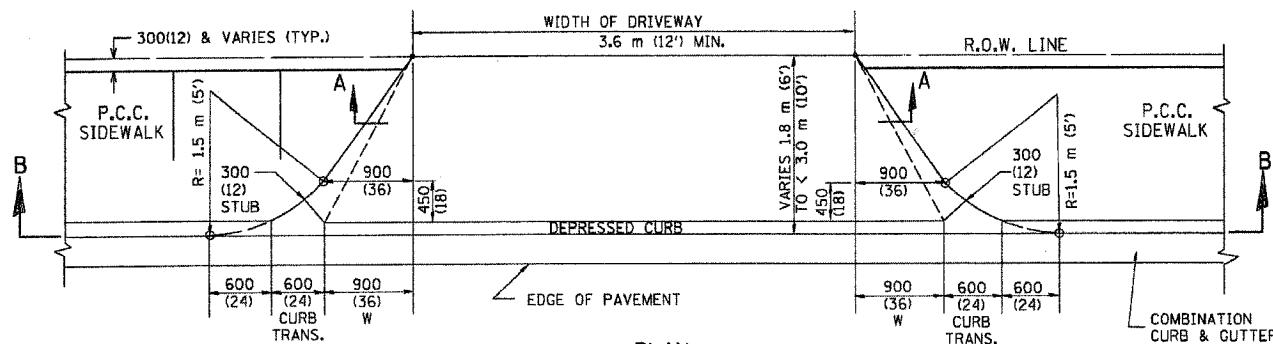 WIDTH OF DRIVEWAY
3.6 m (12') MIN.
300(12) & VARIES (TYP.)
R.O.W. LINE
A
A
P.C.C.
SIDEWALK
P.C.C.
SIDEWALK
R= 1.5 m (5')
VARIES 1.8 m (6')
TO < 3.0 m (10')
R=1.5 m (5')
B
B
300
(12)
STUB
900
(36)
450
(18)
900
(36)
450
(18)
300
(12)
STUB
DEPRESSED CURB
600
(24)
600
(24)
CURB
TRANS.
900
(36)
W
EDGE OF PAVEMENT
900
(36)
W
600
(24)
CURB
TRANS.
600
(24)
COMBINATION
CURB & GUTTER